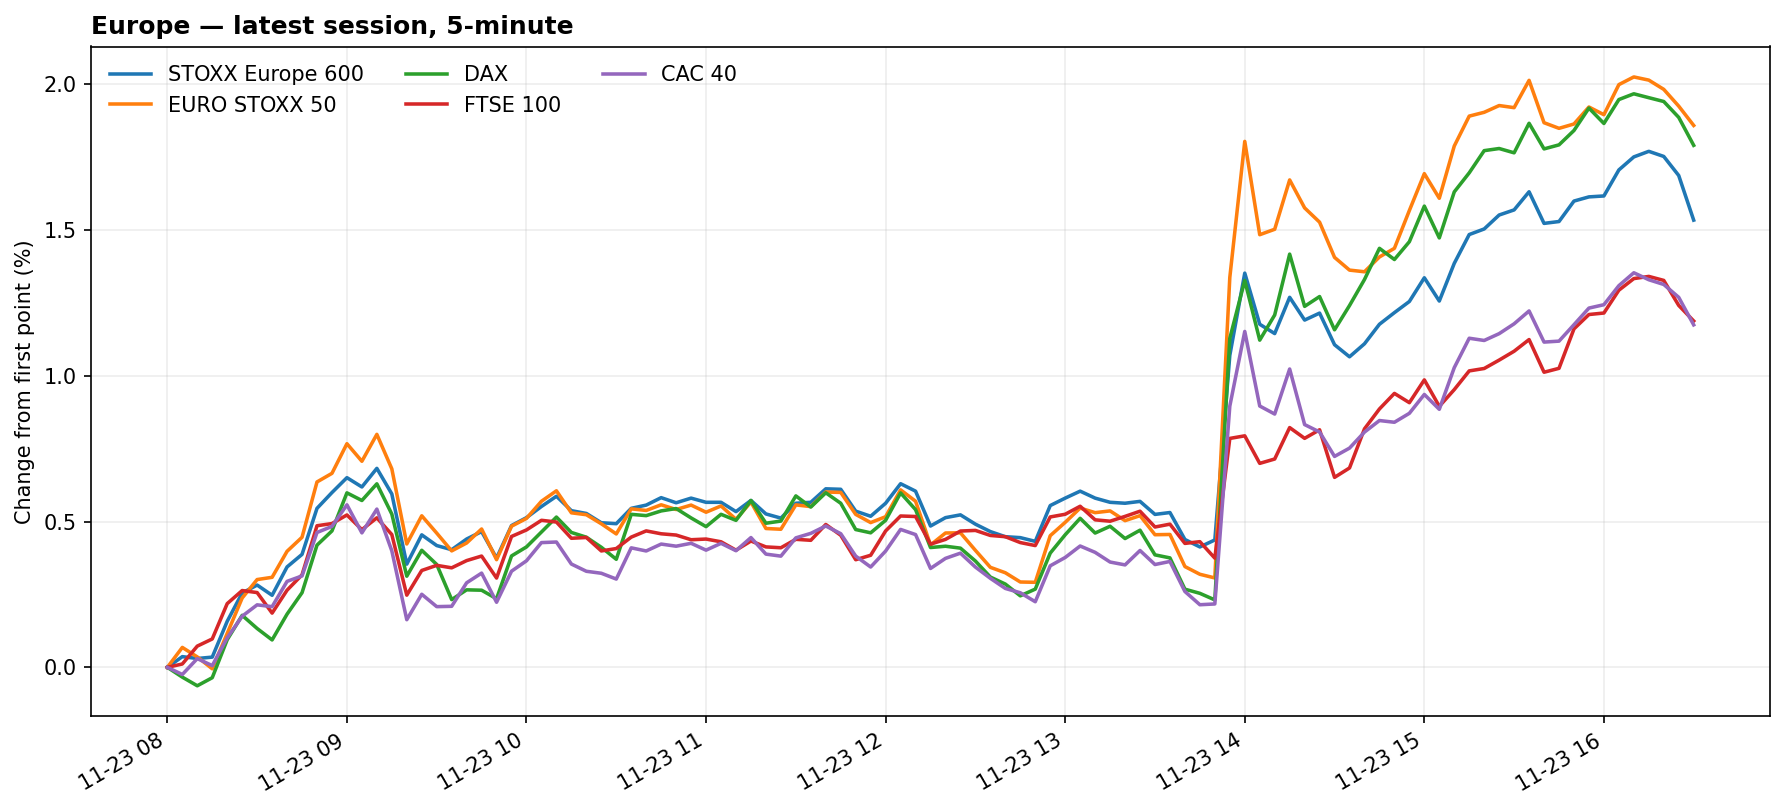 Europe — latest session, 5-minute
STOXX Europe 600
EURO STOXX 50
DAX
FTSE 100
CAC 40
Change from first point (%)
2.0
1.5
1.0
0.5
0.0
11-23 08
11-23 09
11-23 10
11-23 11
11-23 12
11-23 13
11-23 14
11-23 15
11-23 16